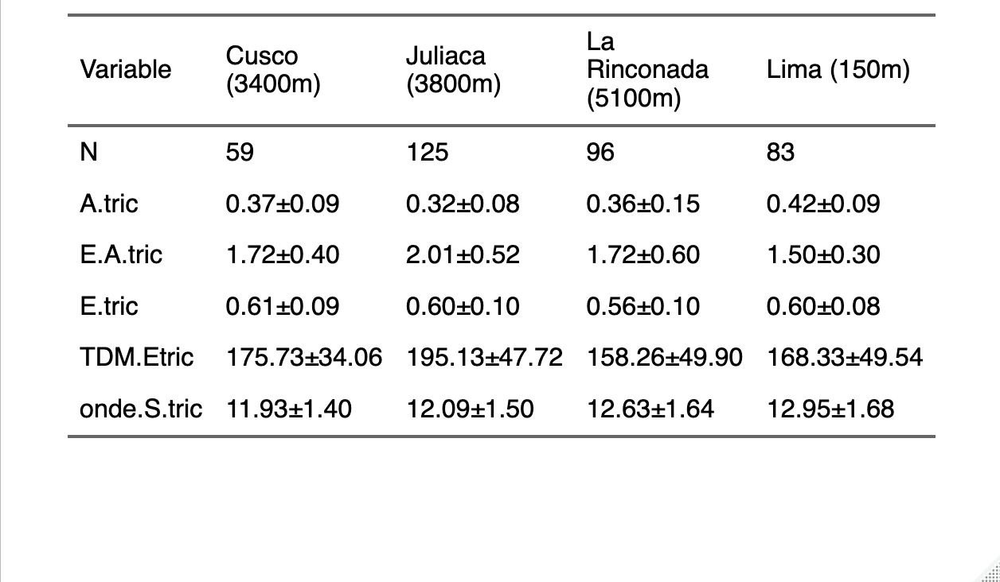 Variable Cusco (3400m) Juliaca (3800m) La Rinconada (5100m) Lima (150m)
N 59 125 96 83
A.tric 0.37±0.09 0.32±0.08 0.36±0.15 0.42±0.09
E.A.tric 1.72±0.40 2.01±0.52 1.72±0.60 1.50±0.30
E.tric 0.61±0.09 0.60±0.10 0.56±0.10 0.60±0.08
TDM.Etric 175.73±34.06 195.13±47.72 158.26±49.90 168.33±49.54
onde.S.tric 11.93±1.40 12.09±1.50 12.63±1.64 12.95±1.68